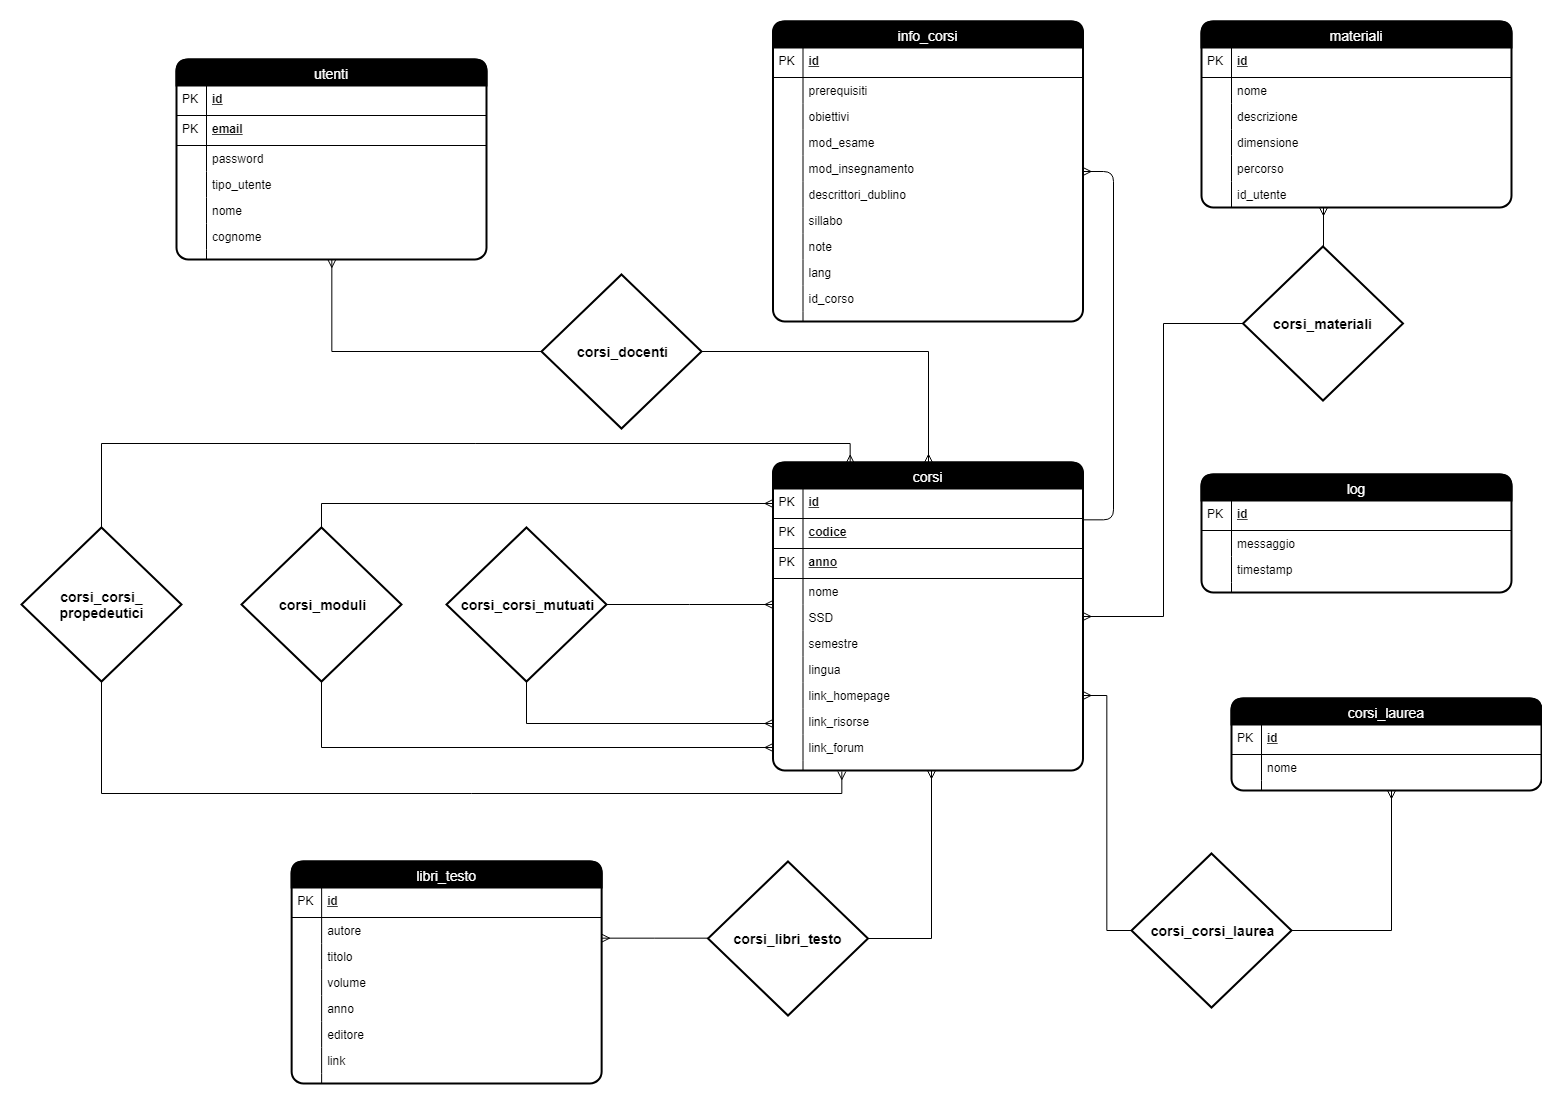 utenti
PK id
PK email
password
tipo_utente
nome
cognome
info_corsi
PK id
prerequisiti
obiettivi
mod_esame
mod_insegnamento
descrittori_dublino
sillabo
note
lang
id_corso
materiali
PK id
nome
descrizione
dimensione
percorso
id_utente
corsi_docenti
corsi_materiali
corsi
PK id
PK codice
PK anno
nome
SSD
semestre
lingua
link_homepage
link_risorse
link_forum
log
PK id
messaggio
timestamp
corsi_corsi_
propedeutici
corsi_moduli
corsi_corsi_mutuati
corsi_laurea
PK id
nome
libri_testo
PK id
autore
titolo
volume
anno
editore
link
corsi_libri_testo
corsi_corsi_laurea